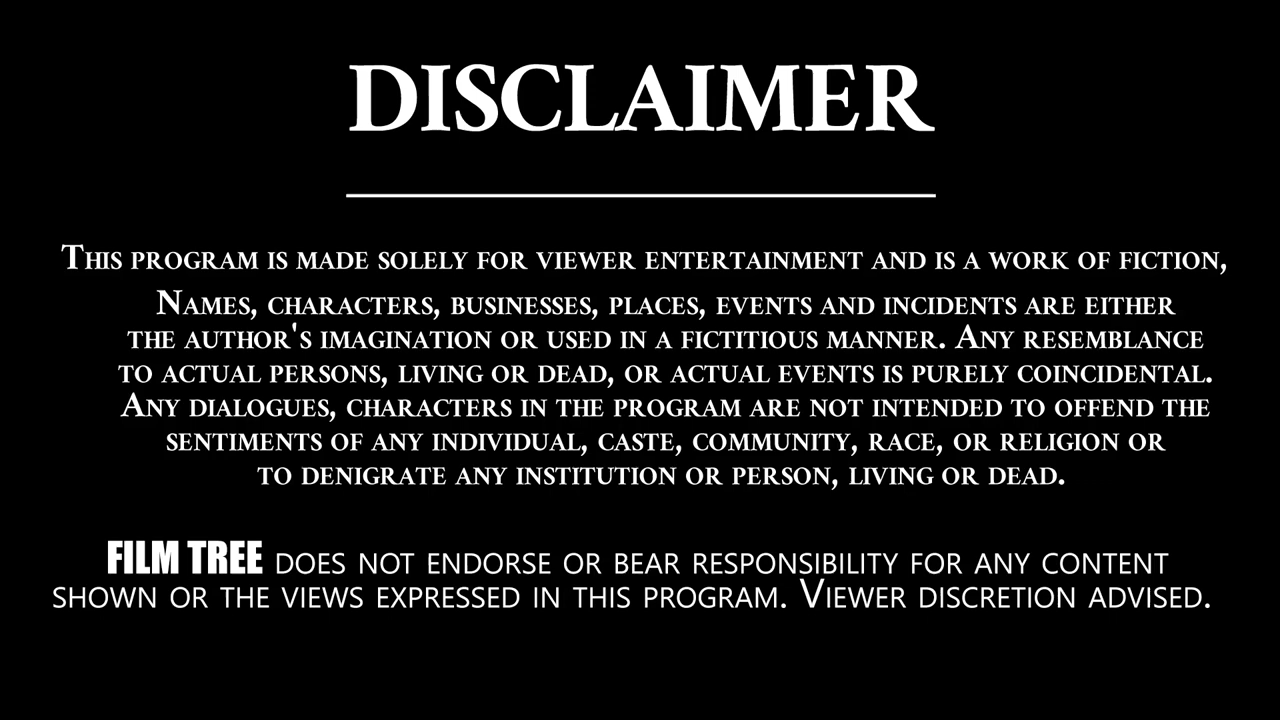 DISCLAIMER
THIS PROGRAM IS MADE SOLELY FOR VIEWER ENTERTAINMENT AND IS A WORK OF FICTION,
NAMES, CHARACTERS, BUSINESSES, PLACES, EVENTS AND INCIDENTS ARE EITHER
THE AUTHOR'S IMAGINATION OR USED IN A FICTITIOUS MANNER. ANY RESEMBLANCE
TO ACTUAL PERSONS, LIVING OR DEAD, OR ACTUAL EVENTS IS PURELY COINCIDENTAL.
ANY DIALOGUES, CHARACTERS IN THE PROGRAM ARE NOT INTENDED TO OFFEND THE
SENTIMENTS OF ANY INDIVIDUAL, CASTE, COMMUNITY, RACE, OR RELIGION OR
TO DENIGRATE ANY INSTITUTION OR PERSON, LIVING OR DEAD.
FILM TREE DOES NOT ENDORSE OR BEAR RESPONSIBILITY FOR ANY CONTENT
SHOWN OR THE VIEWS EXPRESSED IN THIS PROGRAM. VIEWER DISCRETION ADVISED.